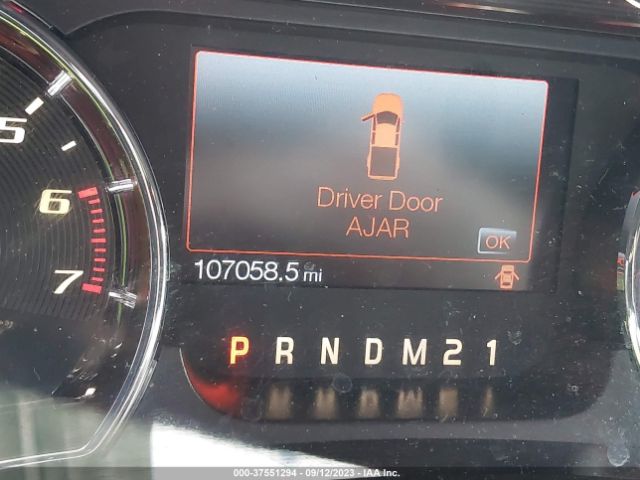 5
6
7
Driver Door
AJAR
OK
107058.5 mi
P R N D M 2 1
000-37551294 - 09/12/2023 - IAA Inc.